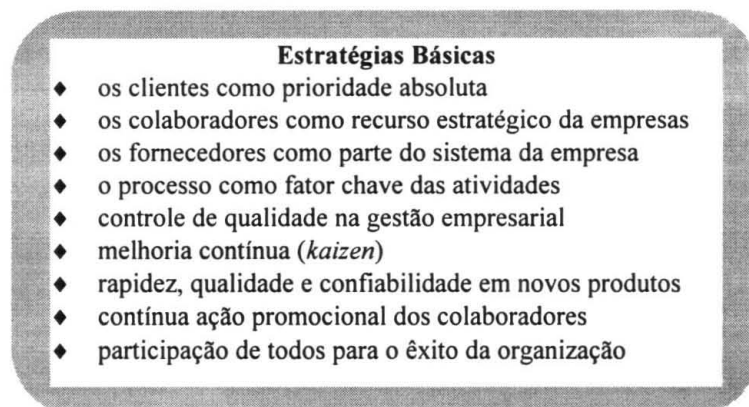 Estratégias Básicas
♦ os clientes como prioridade absoluta
♦ os colaboradores como recurso estratégico da empresas
♦ os fornecedores como parte do sistema da empresa
♦ o processo como fator chave das atividades
♦ controle de qualidade na gestão empresarial
♦ melhoria contínua (kaizen)
♦ rapidez, qualidade e confiabilidade em novos produtos
♦ contínua ação promocional dos colaboradores
♦ participação de todos para o êxito da organização